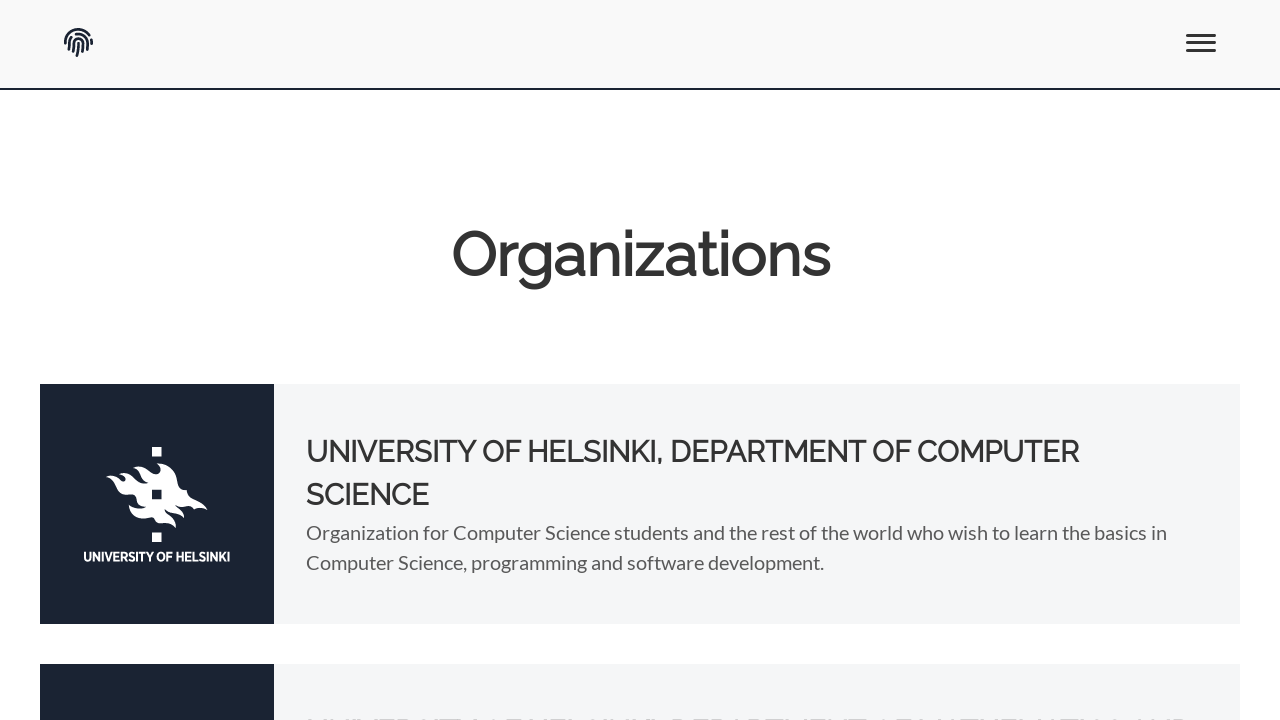 Organizations
UNIVERSITY OF HELSINKI, DEPARTMENT OF COMPUTER
SCIENCE
Organization for Computer Science students and the rest of the world who wish to learn the basics in
Computer Science, programming and software development.
UNIVERSITY OF HELSINKI